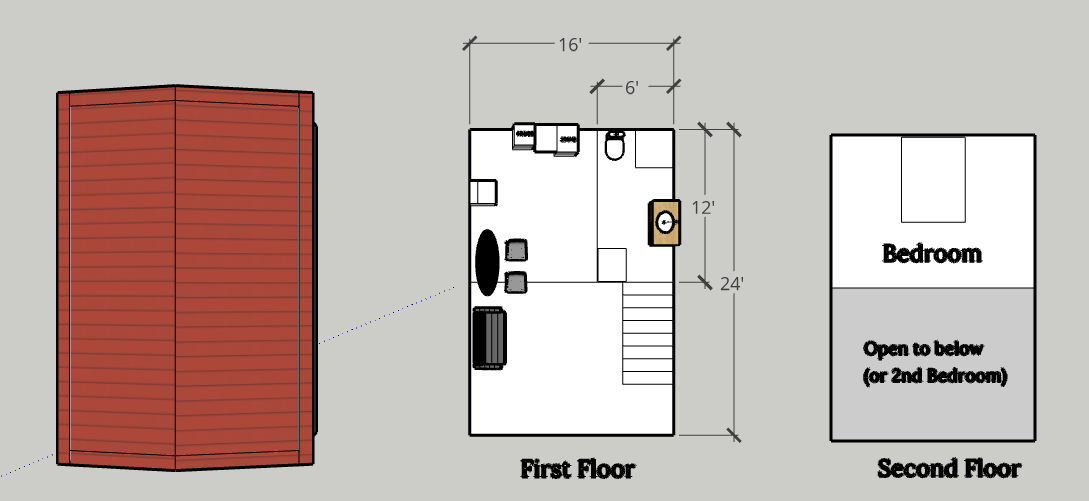 16'
6'
12'
24'
Bedroom
Open to below
(or 2nd Bedroom)
First Floor
Second Floor